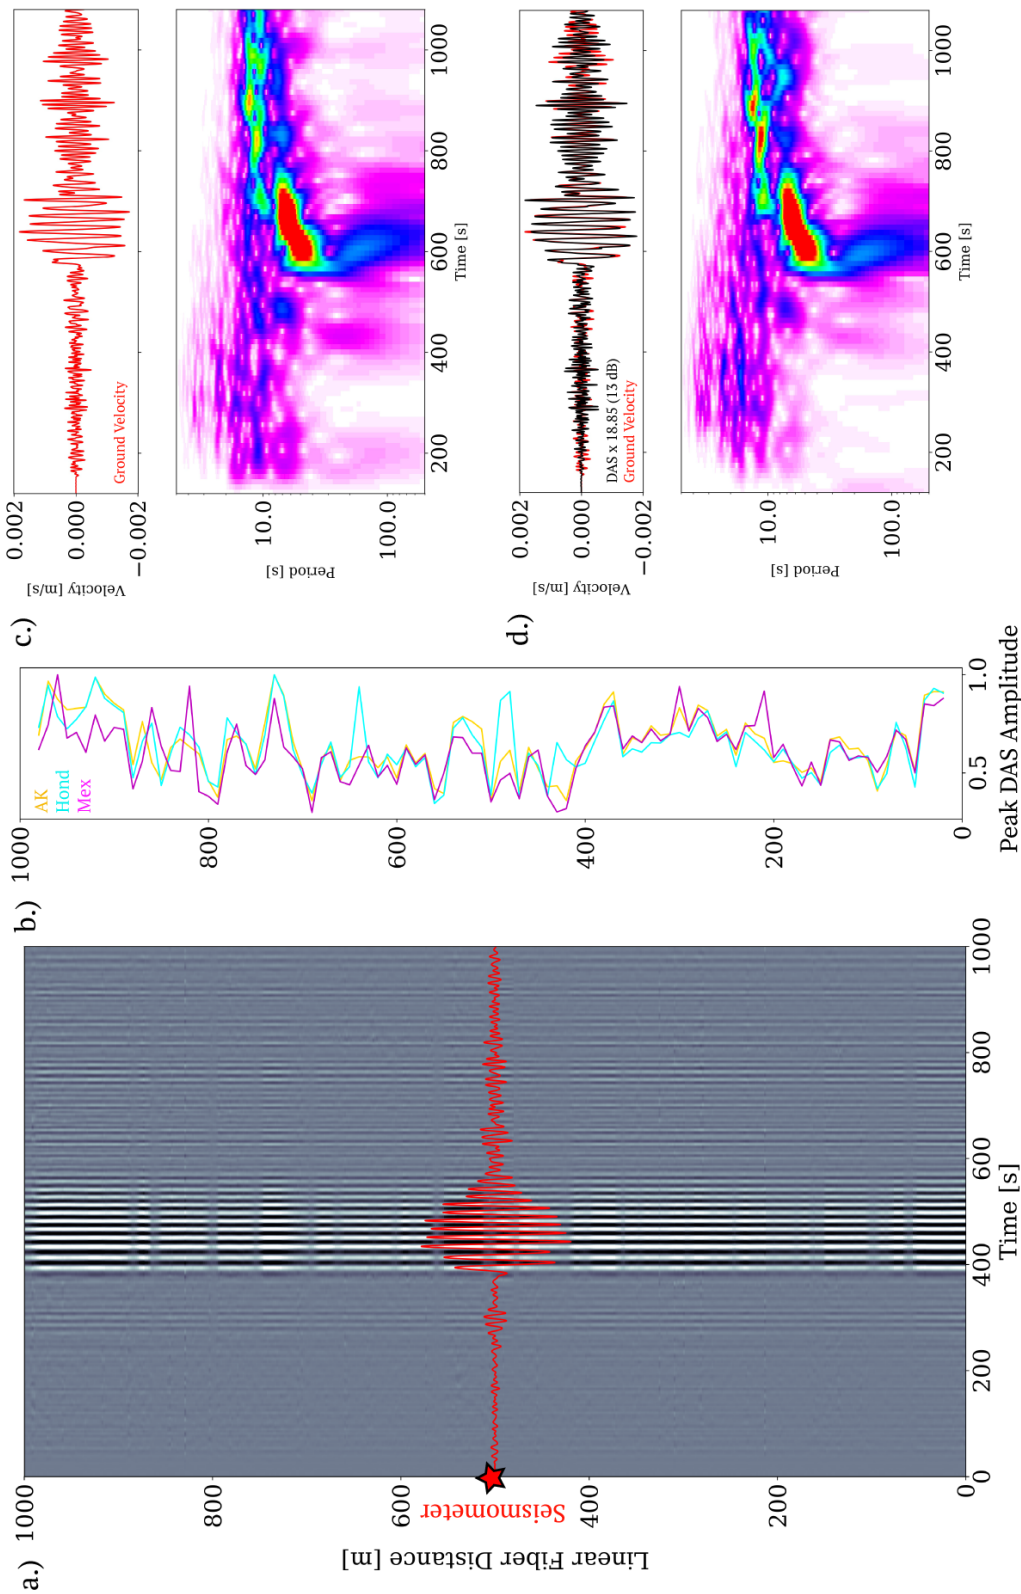 a.)
Linear Fiber Distance [m]
1000
800
600
400
200
0
Seismometer
0
200
400
600
800
1000
Time [s]
b.)
1000
800
600
400
200
0
AK
Hond
Mex
0.5
1.0
Peak DAS Amplitude
c.)
Velocity [m/s]
0.002
0.000
−0.002
Ground Velocity
Period [s]
10.0
100.0
200
400
600
800
1000
Time [s]
d.)
Velocity [m/s]
0.002
0.000
−0.002
DAS x 18.85 (13 dB)
Ground Velocity
Period [s]
10.0
100.0
200
400
600
800
1000
Time [s]